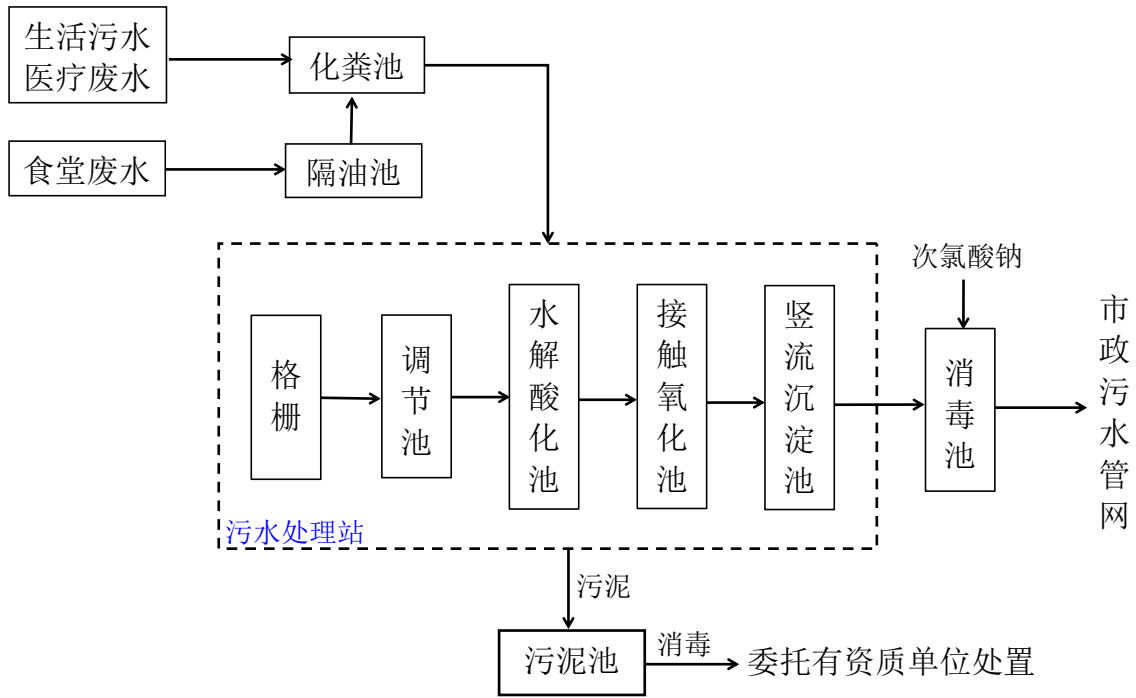 生活污水
医疗废水
化粪池
食堂废水
隔油池
次氯酸钠
格栅
调节池
水解酸化池
接触氧化池
竖流沉淀池
消毒池
市政污水管网
污水处理站
污泥
污泥池
消毒
委托有资质单位处置